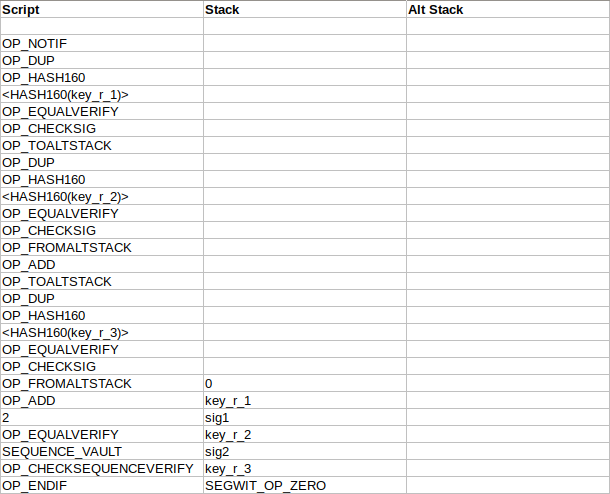 Script Stack Alt Stack
OP_NOTIF
OP_DUP
OP_HASH160
<HASH160(key_r_1)>
OP_EQUALVERIFY
OP_CHECKSIG
OP_TOALTSTACK
OP_DUP
OP_HASH160
<HASH160(key_r_2)>
OP_EQUALVERIFY
OP_CHECKSIG
OP_FROMALTSTACK
OP_ADD
OP_TOALTSTACK
OP_DUP
OP_HASH160
<HASH160(key_r_3)>
OP_EQUALVERIFY
OP_CHECKSIG
OP_FROMALTSTACK 0
OP_ADD key_r_1
2 sig1
OP_EQUALVERIFY key_r_2
SEQUENCE_VAULT sig2
OP_CHECKSEQUENCEVERIFY key_r_3
OP_ENDIF SEGWIT_OP_ZERO